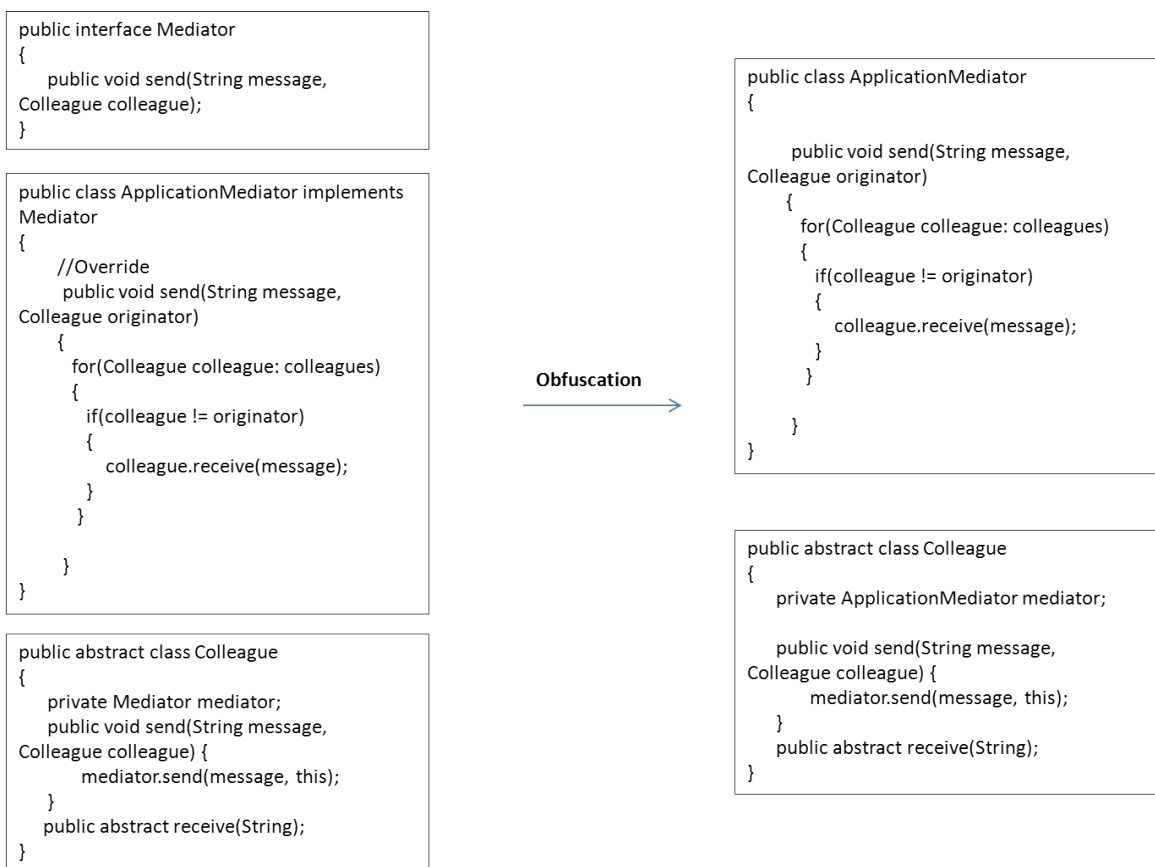 public interface Mediator
{
public void send(String message,
Colleague colleague);
}
public class ApplicationMediator implements
Mediator
{
//Override
public void send(String message,
Colleague originator)
{
for(Colleague colleague: colleagues)
{
if(colleague != originator)
{
colleague.receive(message);
}
}
}
}
public abstract class Colleague
{
private Mediator mediator;
public void send(String message,
Colleague colleague) {
mediator.send(message, this);
}
public abstract receive(String);
}
Obfuscation
public class ApplicationMediator
{
public void send(String message,
Colleague originator)
{
for(Colleague colleague: colleagues)
{
if(colleague != originator)
{
colleague.receive(message);
}
}
}
}
public abstract class Colleague
{
private ApplicationMediator mediator;
public void send(String message,
Colleague colleague) {
mediator.send(message, this);
}
public abstract receive(String);
}